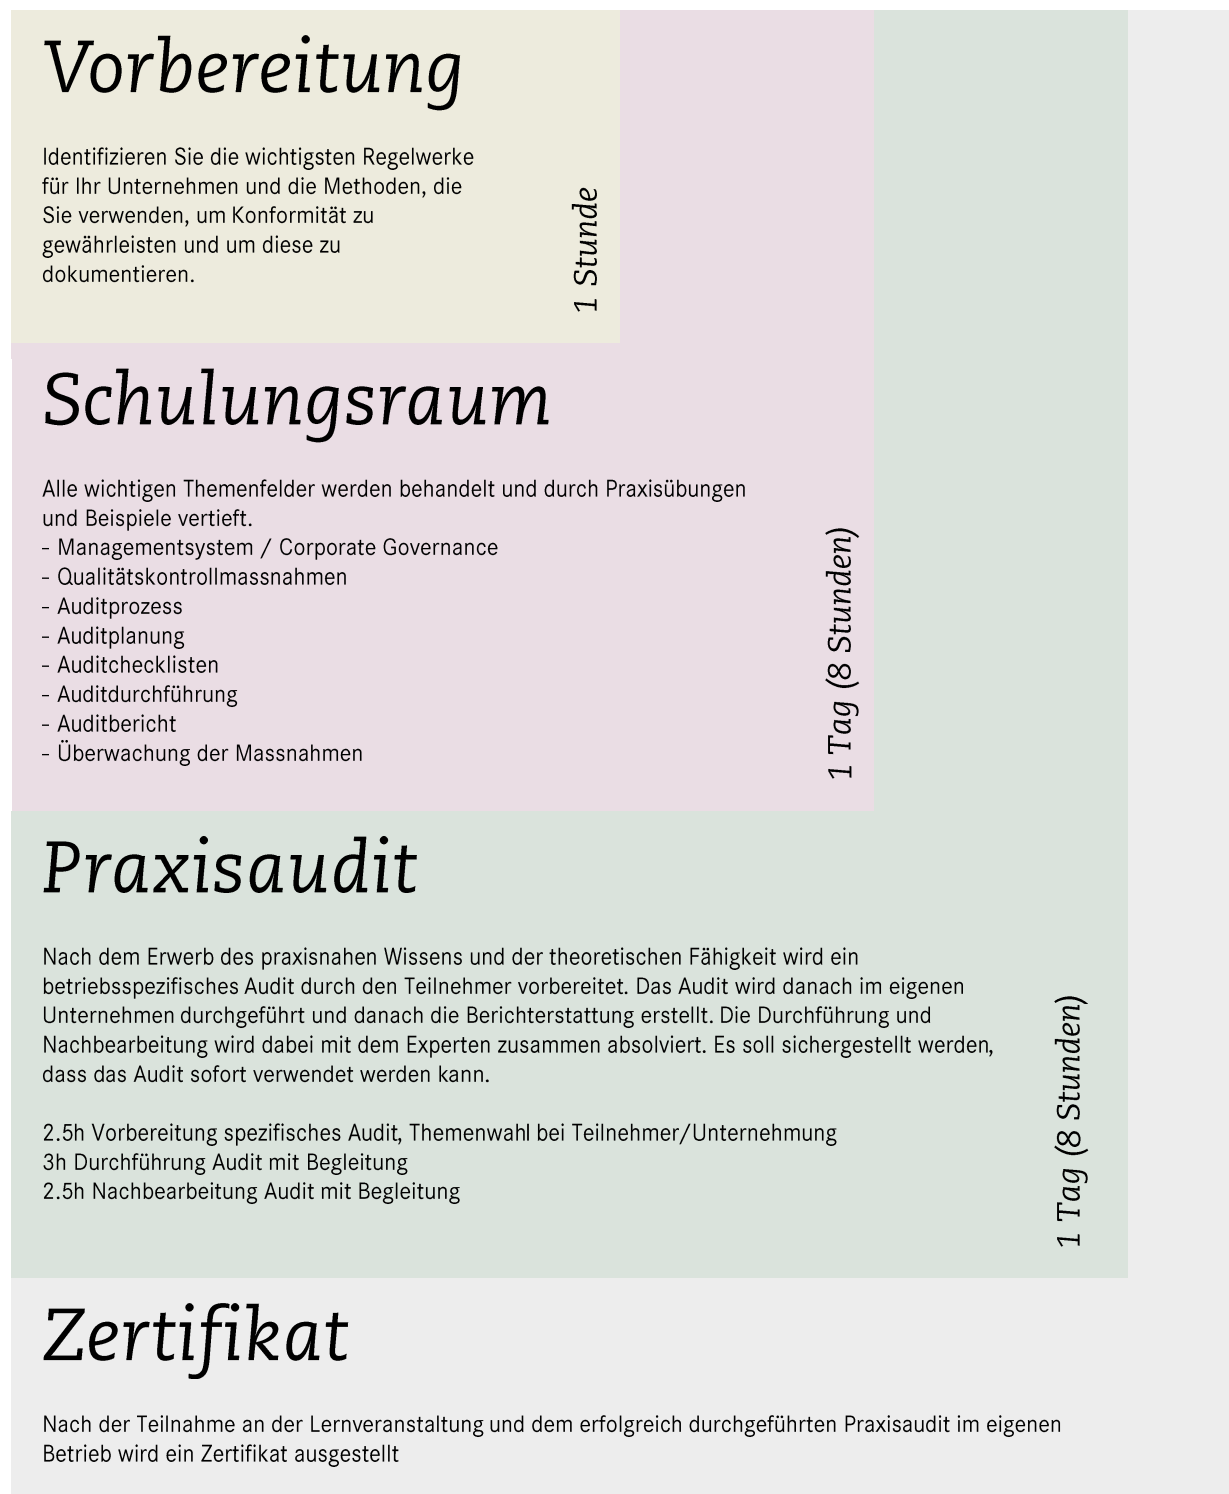 Vorbereitung
Identifizieren Sie die wichtigsten Regelwerke
für Ihr Unternehmen und die Methoden, die
Sie verwenden, um Konformität zu
gewährleisten und um diese zu
dokumentieren.
1 Stunde
Schulungsraum
Alle wichtigen Themenfelder werden behandelt und durch Praxisübungen
und Beispiele vertieft.
- Managementsystem / Corporate Governance
- Qualitätskontrollmassnahmen
- Auditprozess
- Auditplanung
- Auditchecklisten
- Auditdurchführung
- Auditbericht
- Überwachung der Massnahmen
1 Tag (8 Stunden)
Praxisaudit
Nach dem Erwerb des praxisnahen Wissens und der theoretischen Fähigkeit wird ein
betriebsspezifisches Audit durch den Teilnehmer vorbereitet. Das Audit wird danach im eigenen
Unternehmen durchgeführt und danach die Berichterstattung erstellt. Die Durchführung und
Nachbearbeitung wird dabei mit dem Experten zusammen absolviert. Es soll sichergestellt werden,
dass das Audit sofort verwendet werden kann.
2.5h Vorbereitung spezifisches Audit, Themenwahl bei Teilnehmer/Unternehmung
3h Durchführung Audit mit Begleitung
2.5h Nachbearbeitung Audit mit Begleitung
1 Tag (8 Stunden)
Zertifikat
Nach der Teilnahme an der Lernveranstaltung und dem erfolgreich durchgeführten Praxisaudit im eigenen
Betrieb wird ein Zertifikat ausgestellt